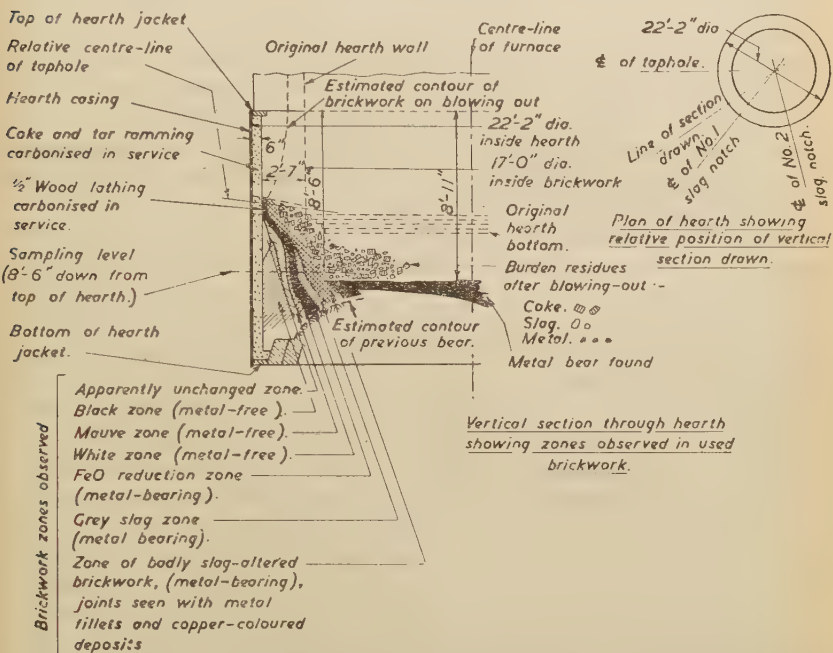 Top of hearth jacket
Relative centre-line
of taphole
Hearth casing
Coke and tar ramming
carbonised in service
½" Wood lathing
carbonised in
service.
Sampling level
(8'-6" down from
top of hearth.)
Bottom of hearth
jacket.
Original hearth wall
Estimated contour of
brickwork on blowing out
6"
2'-7"
8'-6"
8'-11"
Centre-line
of furnace
22'-2" dia.
inside hearth
17'-0" dia.
inside brickwork
Original
hearth
bottom.
Burden residues
after blowing-out :-
Coke.
Slag.
Metal.
Metal bear found
Estimated contour
of previous bear.
22'-2" dia
℄ of taphole.
Line of section
drawn.
℄ of No.1
slag notch
℄ of No.2
slag notch.
Plan of hearth showing
relative position of vertical
section drawn.
Brickwork zones observed
Apparently unchanged zone.
Black zone (metal-free).
Mauve zone (metal-free).
White zone (metal-free).
FeO reduction zone
(metal-bearing).
Grey slag zone
(metal bearing).
Zone of badly slag-altered
brickwork, (metal-bearing),
joints seen with metal
fillets and copper-coloured
deposits
Vertical section through hearth
showing zones observed in used
brickwork.